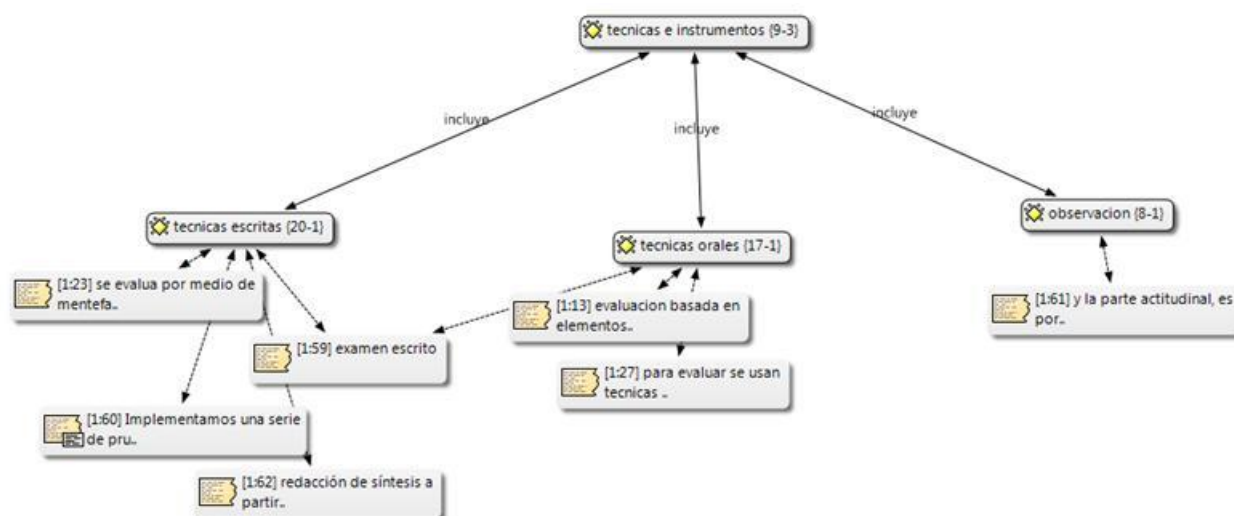 tecnicas e instrumentos {9-3}
incluye
incluye
incluye
tecnicas escritas {20-1}
tecnicas orales {17-1}
observacion {8-1}
[1:23] se evalua por medio de
mentefa..
[1:59] examen escrito
[1:13] evaluacion basada en
elementos..
[1:61] y la parte actitudinal, es
por..
[1:27] para evaluar se usan
tecnicas ..
[1:60] Implementamos una serie
de pru..
[1:62] redacción de síntesis a
partir..